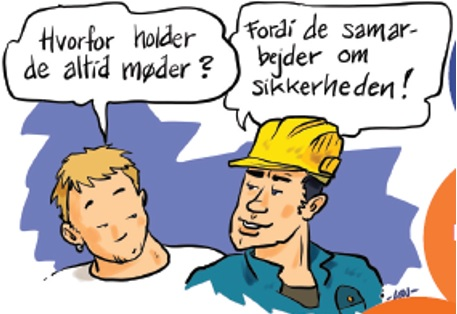 Hvorfor holder
de altid møder?
Fordi de samar-
bejder om
sikkerheden!